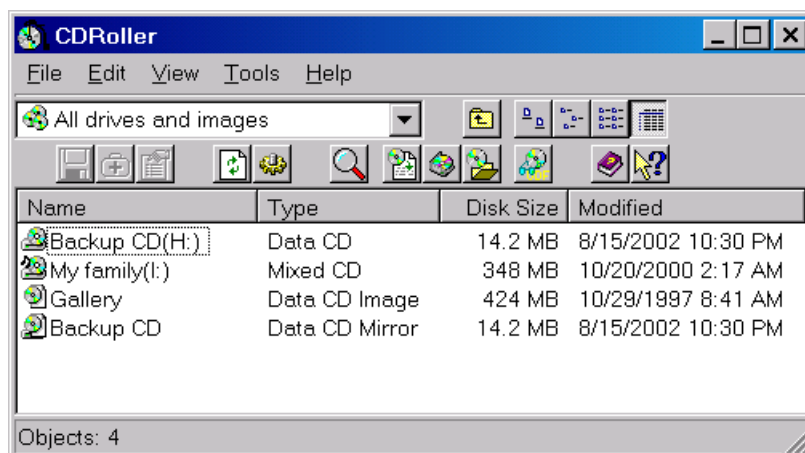 CDRoller
File Edit View Tools Help
All drives and images
Name Type Disk Size Modified
Backup CD(H:) Data CD 14.2 MB 8/15/2002 10:30 PM
My family(I:) Mixed CD 348 MB 10/20/2000 2:17 AM
Gallery Data CD Image 424 MB 10/29/1997 8:41 AM
Backup CD Data CD Mirror 14.2 MB 8/15/2002 10:30 PM
Objects: 4